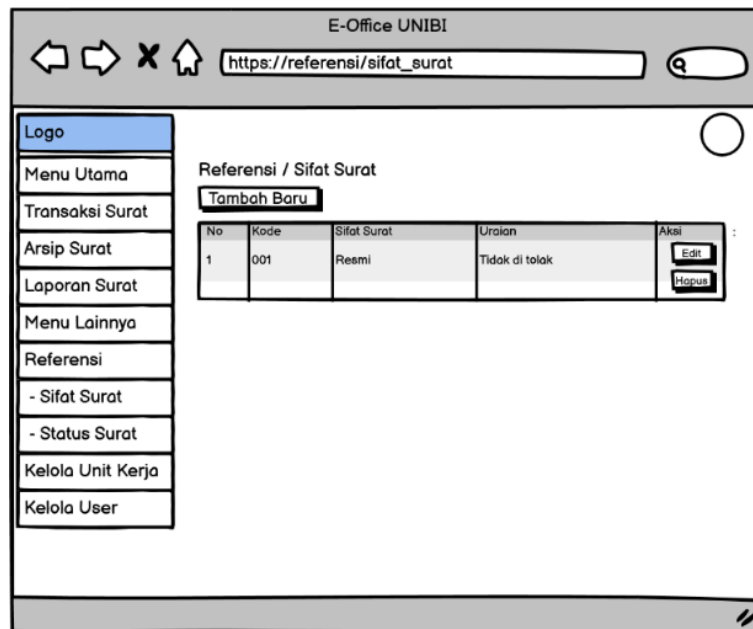 E-Office UNIBI
https://referensi/sifat_surat
Logo
Menu Utama
Transaksi Surat
Arsip Surat
Laporan Surat
Menu Lainnya
Referensi
- Sifat Surat
- Status Surat
Kelola Unit Kerja
Kelola User
Referensi / Sifat Surat
Tambah Baru
No Kode Sifat Surat Uraian Aksi :
1 001 Resmi Tidak di tolak Edit
Hapus